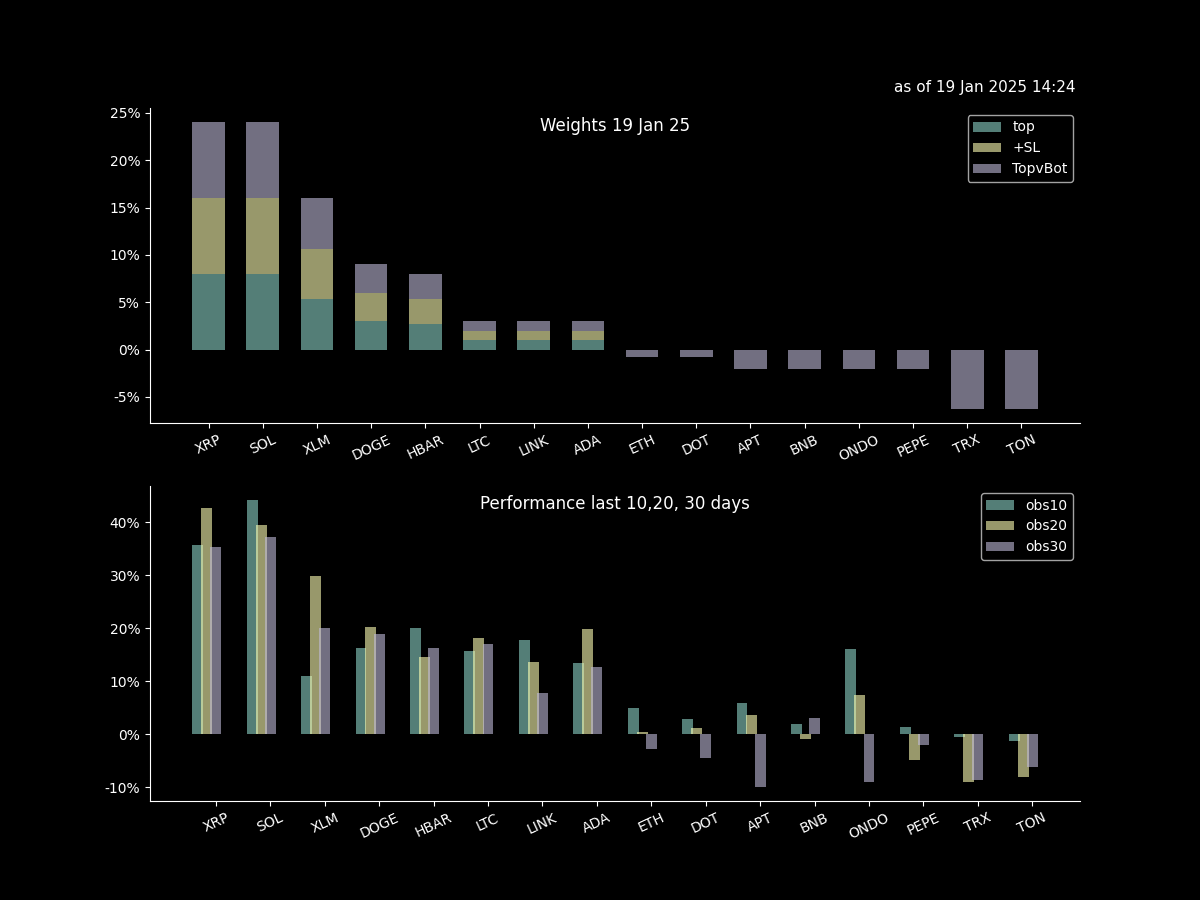 as of 19 Jan 2025 14:24
Weights 19 Jan 25
top
+SL
TopvBot
25%
20%
15%
10%
5%
0%
-5%
XRP SOL XLM DOGE HBAR LTC LINK ADA ETH DOT APT BNB ONDO PEPE TRX TON
Performance last 10,20, 30 days
obs10
obs20
obs30
40%
30%
20%
10%
0%
-10%
XRP SOL XLM DOGE HBAR LTC LINK ADA ETH DOT APT BNB ONDO PEPE TRX TON